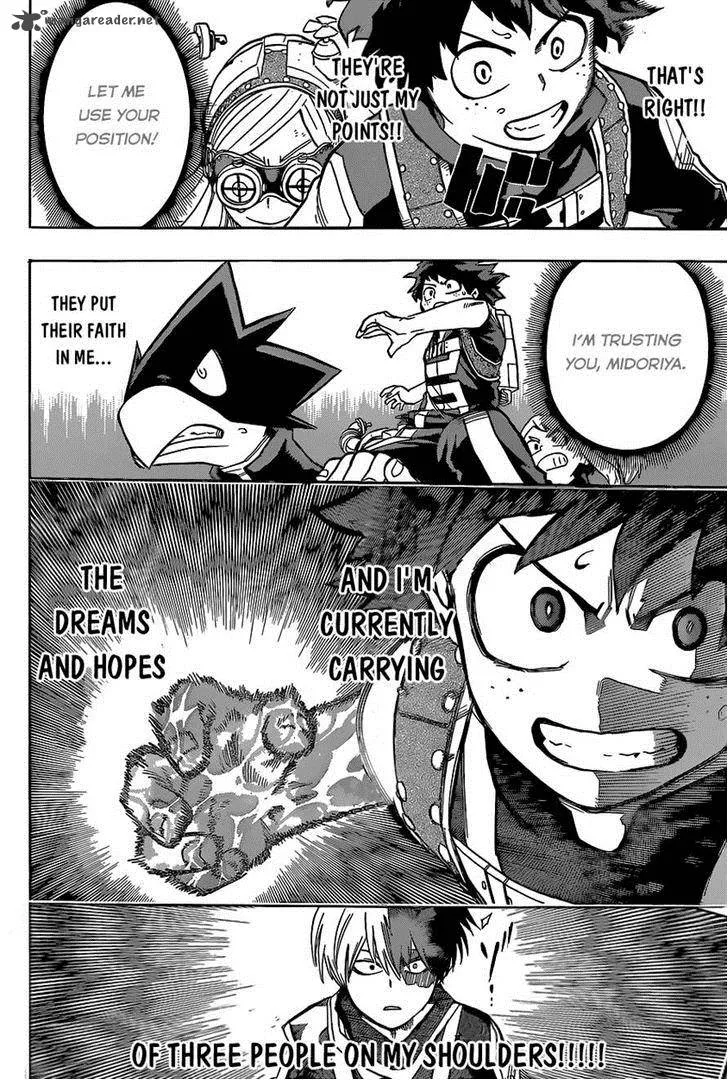 mangareader.net
THAT'S
RIGHT!!
THEY'RE
NOT JUST MY
POINTS!!
LET ME
USE YOUR
POSITION!
I'M TRUSTING
YOU, MIDORIYA.
THEY PUT
THEIR FAITH
IN ME...
AND I'M
CURRENTLY
CARRYING
THE
DREAMS
AND HOPES
OF THREE PEOPLE ON MY SHOULDERS!!!!!